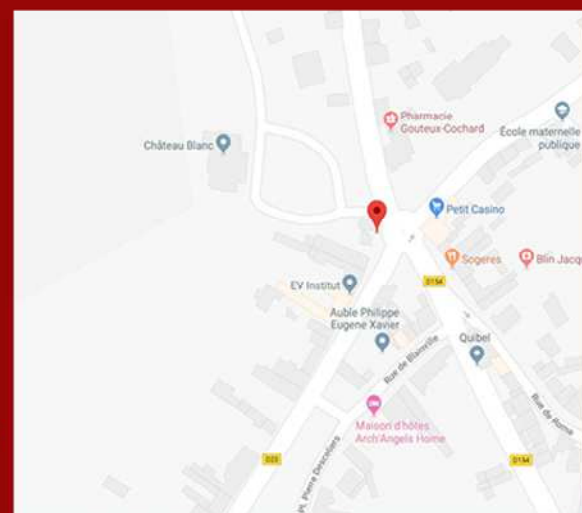 Pharmacie
Gouteux-Cochard
École maternelle
publique
Château Blanc
Petit Casino
Sogeres
Blin Jacq
EV Institut
D154
Auble Philippe
Eugene Xavier
Quibel
Rue de Blainville
Maison d'hôtes
Arch'Angels Home
Rue de Rome
D23
D154
Pl. Pierre Desceliers